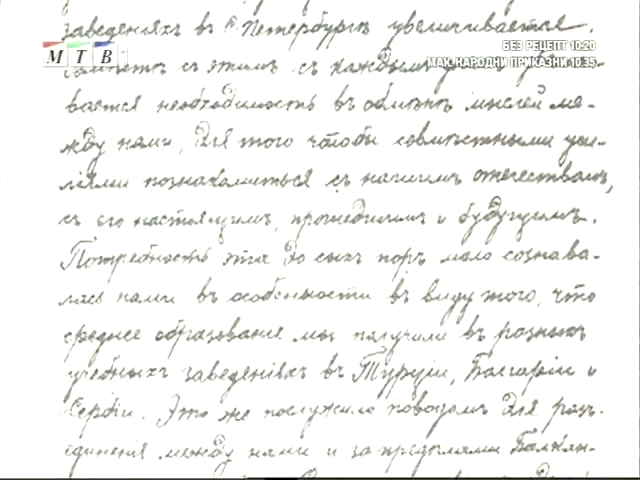 заведеніяхъ въ С. Петербургѣ увеличивается.
МТВ
БЕЗ РЕЦЕПТ 10:20
МАК.НАРОДНИ ПРИКАЗНИ 10:35
съ этимъ съ каждымъ
вается необходимость въ обмѣнѣ мыслей ме-
жду нами, для того чтобы совмѣстными уси-
ліями познакомиться съ нашимъ отечествомъ,
съ его настоящимъ, прошедшимъ и будущимъ.
Потребность эта до сихъ поръ мало сознава-
лась нами въ особенности въ виду того, что
среднее образованіе мы получили въ разныхъ
учебныхъ заведеніяхъ въ Турціи, Болгаріи и
Сербіи. Это же послужило поводомъ для разъ-
единенія между нами и за предѣлами Балкан-